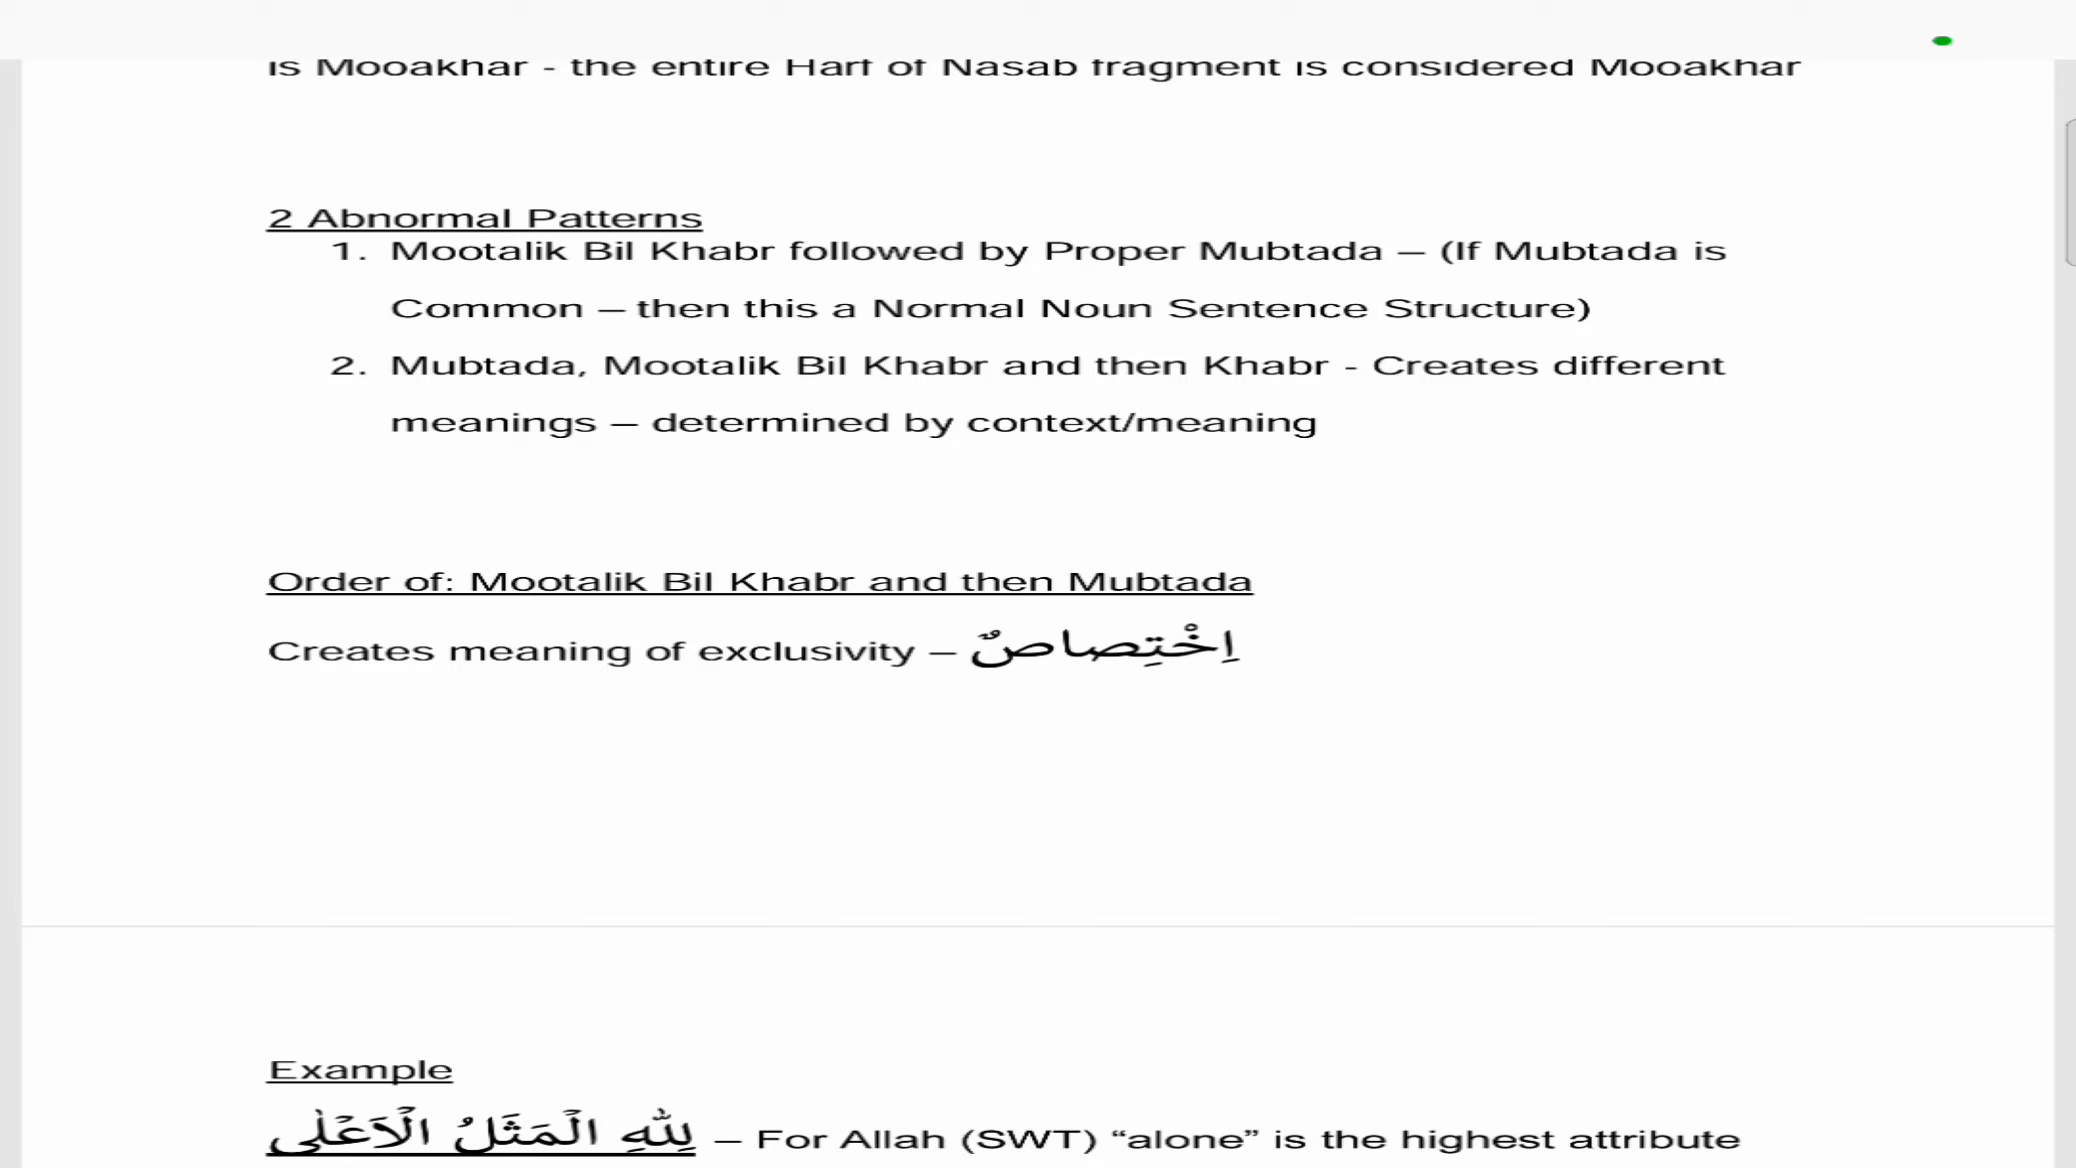 is Mooakhar - the entire Harf of Nasab fragment is considered Mooakhar
2 Abnormal Patterns
1. Mootalik Bil Khabr followed by Proper Mubtada – (If Mubtada is
Common – then this a Normal Noun Sentence Structure)
2. Mubtada, Mootalik Bil Khabr and then Khabr - Creates different
meanings – determined by context/meaning
Order of: Mootalik Bil Khabr and then Mubtada
Creates meaning of exclusivity – اِخْتِصاصٌ
Example
لِلّٰهِ الْمَثَلُ الْاَعْلٰى – For Allah (SWT) “alone” is the highest attribute